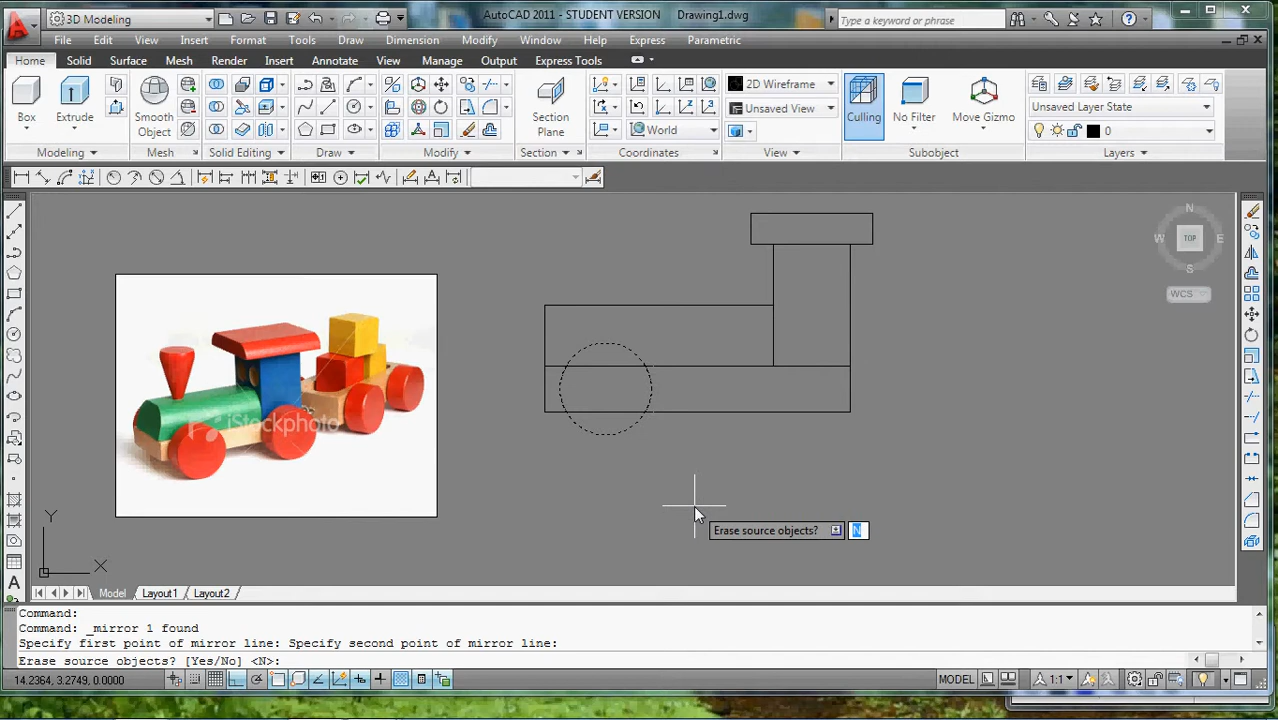 3D Modeling
AutoCAD 2011 - STUDENT VERSION Drawing1.dwg
Type a keyword or phrase
File Edit View Insert Format Tools Draw Dimension Modify Window Help Express Parametric
Home Solid Surface Mesh Render Insert Annotate View Manage Output Express Tools
Box Extrude Smooth Object Section Plane 2D Wireframe Unsaved View World Culling No Filter Move Gizmo Unsaved Layer State 0
Modeling Mesh Solid Editing Draw Modify Section Coordinates View Subobject Layers
N
W TOP E
S
WCS
iStockphoto
Erase source objects? N
Y
X
Model Layout1 Layout2
Command:
Command: _mirror 1 found
Specify first point of mirror line: Specify second point of mirror line:
Erase source objects? [Yes/No] <N>:
14.2364, 3.2749, 0.0000 MODEL 1:1